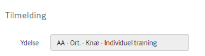 Tilmelding
Ydelse AA - Ort. - Knæ - Individuel træning